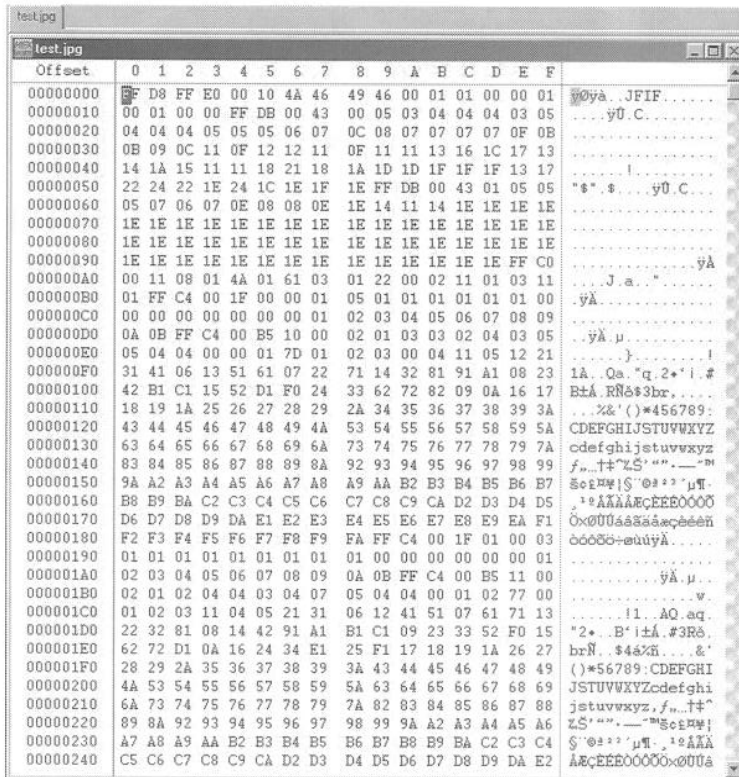 test.jpg
test.jpg
Offset 0 1 2 3 4 5 6 7 8 9 A B C D E F
00000000 FF D8 FF E0 00 10 4A 46 49 46 00 01 01 00 00 01 ÿØÿà..JFIF......
00000010 00 01 00 00 FF DB 00 43 00 05 03 04 04 04 03 05 ....ÿÛ.C........
00000020 04 04 04 05 05 05 06 07 0C 08 07 07 07 07 0F 0B ................
00000030 0B 09 0C 11 0F 12 12 11 0F 11 11 13 16 1C 17 13 ................
00000040 14 1A 15 11 11 18 21 18 1A 1D 1D 1F 1F 1F 13 17 ......!.........
00000050 22 24 22 1E 24 1C 1E 1F 1E FF DB 00 43 01 05 05 "$".$....ÿÛ.C...
00000060 05 07 06 07 0E 08 08 0E 1E 14 11 14 1E 1E 1E 1E ................
00000070 1E 1E 1E 1E 1E 1E 1E 1E 1E 1E 1E 1E 1E 1E 1E 1E ................
00000080 1E 1E 1E 1E 1E 1E 1E 1E 1E 1E 1E 1E 1E 1E 1E 1E ................
00000090 1E 1E 1E 1E 1E 1E 1E 1E 1E 1E 1E 1E 1E 1E FF C0 ..............ÿÀ
000000A0 00 11 08 01 4A 01 61 03 01 22 00 02 11 01 03 11 ....J.a.."......
000000B0 01 FF C4 00 1F 00 00 01 05 01 01 01 01 01 01 00 .ÿÄ.............
000000C0 00 00 00 00 00 00 00 01 02 03 04 05 06 07 08 09 ................
000000D0 0A 0B FF C4 00 B5 10 00 02 01 03 03 02 04 03 05 ..ÿÄ.µ..........
000000E0 05 04 04 00 00 01 7D 01 02 03 00 04 11 05 12 21 ......}........!
000000F0 31 41 06 13 51 61 07 22 71 14 32 81 91 A1 08 23 1A..Qa."q.2•‘¡.#
00000100 42 B1 C1 15 52 D1 F0 24 33 62 72 82 09 0A 16 17 B±Á.RÑð$3br‚....
00000110 18 19 1A 25 26 27 28 29 2A 34 35 36 37 38 39 3A ...%&'()*456789:
00000120 43 44 45 46 47 48 49 4A 53 54 55 56 57 58 59 5A CDEFGHIJSTUVWXYZ
00000130 63 64 65 66 67 68 69 6A 73 74 75 76 77 78 79 7A cdefghijstuvwxyz
00000140 83 84 85 86 87 88 89 8A 92 93 94 95 96 97 98 99 ƒ„…†‡ˆ‰Š’“”•–—˜™
00000150 9A A2 A3 A4 A5 A6 A7 A8 A9 AA B2 B3 B4 B5 B6 B7 š¢£¤¥¦§¨©ª²³´µ¶·
00000160 B8 B9 BA C2 C3 C4 C5 C6 C7 C8 C9 CA D2 D3 D4 D5 ¸¹ºÂÃÄÅÆÇÈÉÊÒÓÔÕ
00000170 D6 D7 D8 D9 DA E1 E2 E3 E4 E5 E6 E7 E8 E9 EA F1 Ö×ØÙÚáâãäåæçèéêñ
00000180 F2 F3 F4 F5 F6 F7 F8 F9 FA FF C4 00 1F 01 00 03 òóôõö÷øùúÿÄ.....
00000190 01 01 01 01 01 01 01 01 01 00 00 00 00 00 00 01 ................
000001A0 02 03 04 05 06 07 08 09 0A 0B FF C4 00 B5 11 00 ..........ÿÄ.µ..
000001B0 02 01 02 04 04 03 04 07 05 04 04 00 01 02 77 00 ..............w.
000001C0 01 02 03 11 04 05 21 31 06 12 41 51 07 61 71 13 ......!1..AQ.aq.
000001D0 22 32 81 08 14 42 91 A1 B1 C1 09 23 33 52 F0 15 "2•..B‘¡±Á.#3Rð.
000001E0 62 72 D1 0A 16 24 34 E1 25 F1 17 18 19 1A 26 27 brÑ..$4á%ñ....&'
000001F0 28 29 2A 35 36 37 38 39 3A 43 44 45 46 47 48 49 ()*56789:CDEFGHI
00000200 4A 53 54 55 56 57 58 59 5A 63 64 65 66 67 68 69 JSTUVWXYZcdefghi
00000210 6A 73 74 75 76 77 78 79 7A 82 83 84 85 86 87 88 jstuvwxyz‚ƒ„…†‡ˆ
00000220 89 8A 92 93 94 95 96 97 98 99 9A A2 A3 A4 A5 A6 ‰Š’“”•–—˜™š¢£¤¥¦
00000230 A7 A8 A9 AA B2 B3 B4 B5 B6 B7 B8 B9 BA C2 C3 C4 §¨©ª²³´µ¶·¸¹ºÂÃÄ
00000240 C5 C6 C7 C8 C9 CA D2 D3 D4 D5 D6 D7 D8 D9 DA E2 ÅÆÇÈÉÊÒÓÔÕÖ×ØÙÚâ